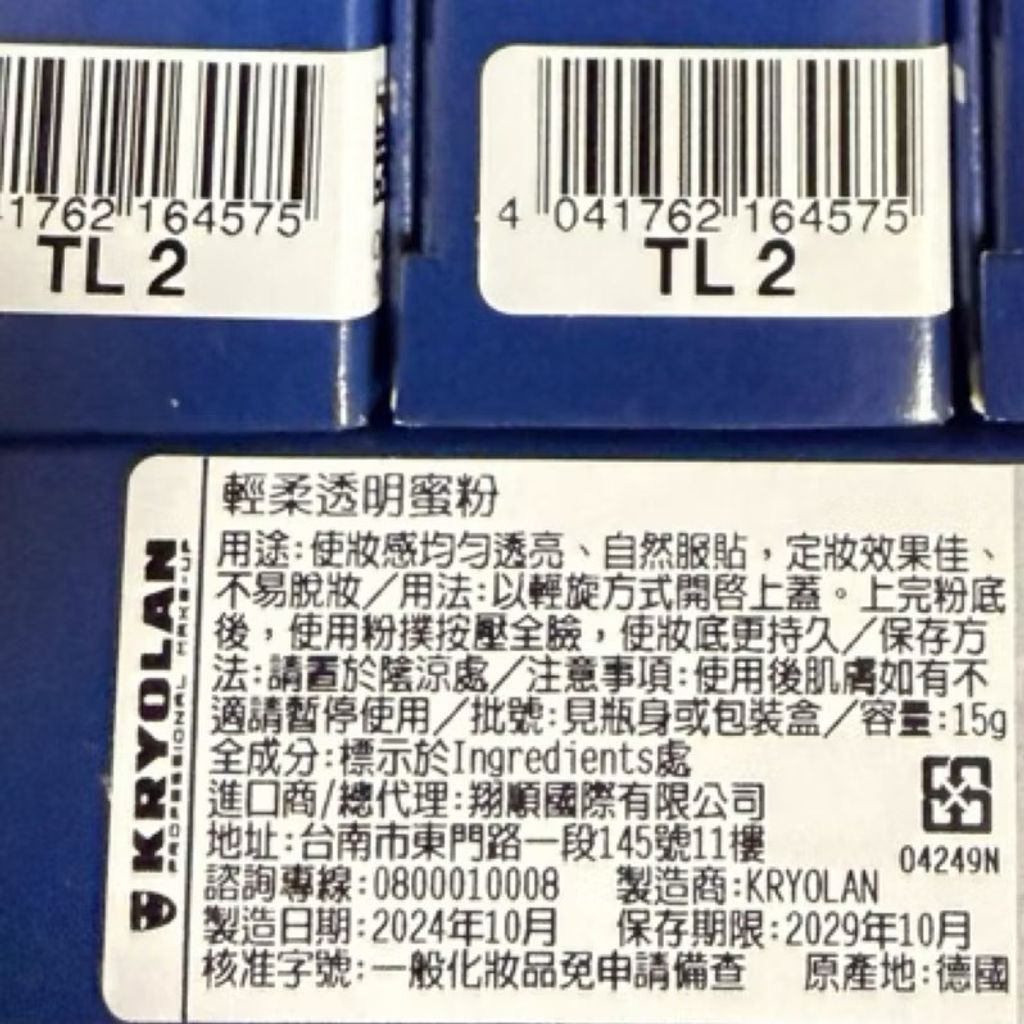 1762 164575
TL 2
4 041762 164575
TL 2
KRYOLAN
PROFESSIONAL MAKE-UP
輕柔透明蜜粉
用途:使妝感均勻透亮、自然服貼,定妝效果佳、
不易脫妝/用法:以輕旋方式開啓上蓋。上完粉底
後,使用粉撲按壓全臉,使妝底更持久/保存方
法:請置於陰涼處/注意事項:使用後肌膚如有不
適請暫停使用/批號:見瓶身或包裝盒/容量:15g
全成分:標示於Ingredients處
進口商/總代理:翔順國際有限公司
地址:台南市東門路一段145號11樓
04249N
諮詢專線:0800010008 製造商:KRYOLAN
製造日期:2024年10月 保存期限:2029年10月
核准字號:一般化妝品免申請備查 原產地:德國